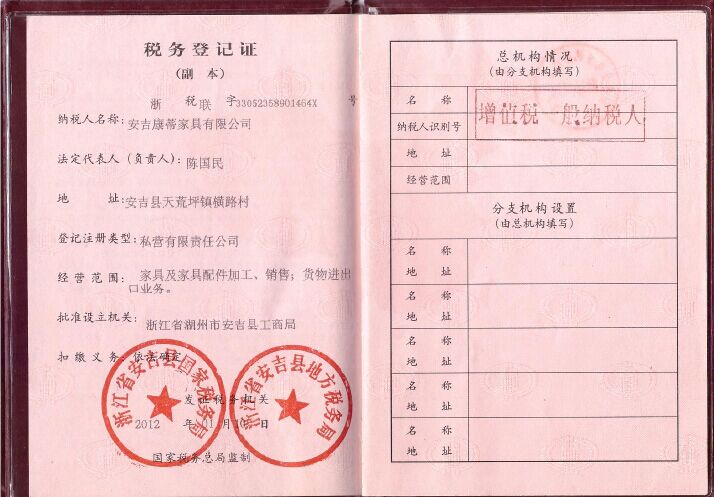 税务登记证
(副 本)
浙 税联 字33052358901464X 号
纳税人名称: 安吉康蒂家具有限公司
法定代表人(负责人): 陈国民
地 址: 安吉县天荒坪镇横路村
登记注册类型: 私营有限责任公司
经营范围: 家具及家具配件加工、销售; 货物进出
口业务。
批准设立机关: 浙江省湖州市安吉县工商局
扣缴义务: 依法确定
浙江省安吉县国家税务局
浙江省安吉县地方税务局
发证税务机关
2012 年 月 日
国家税务总局监制
总机构情况
(由分支机构填写)
名 称
增值税一般纳税人
纳税人识别号
地 址
经营范围
分支机构设置
(由总机构填写)
名 称
地 址
名 称
地 址
名 称
地 址
名 称
地 址
名 称
地 址